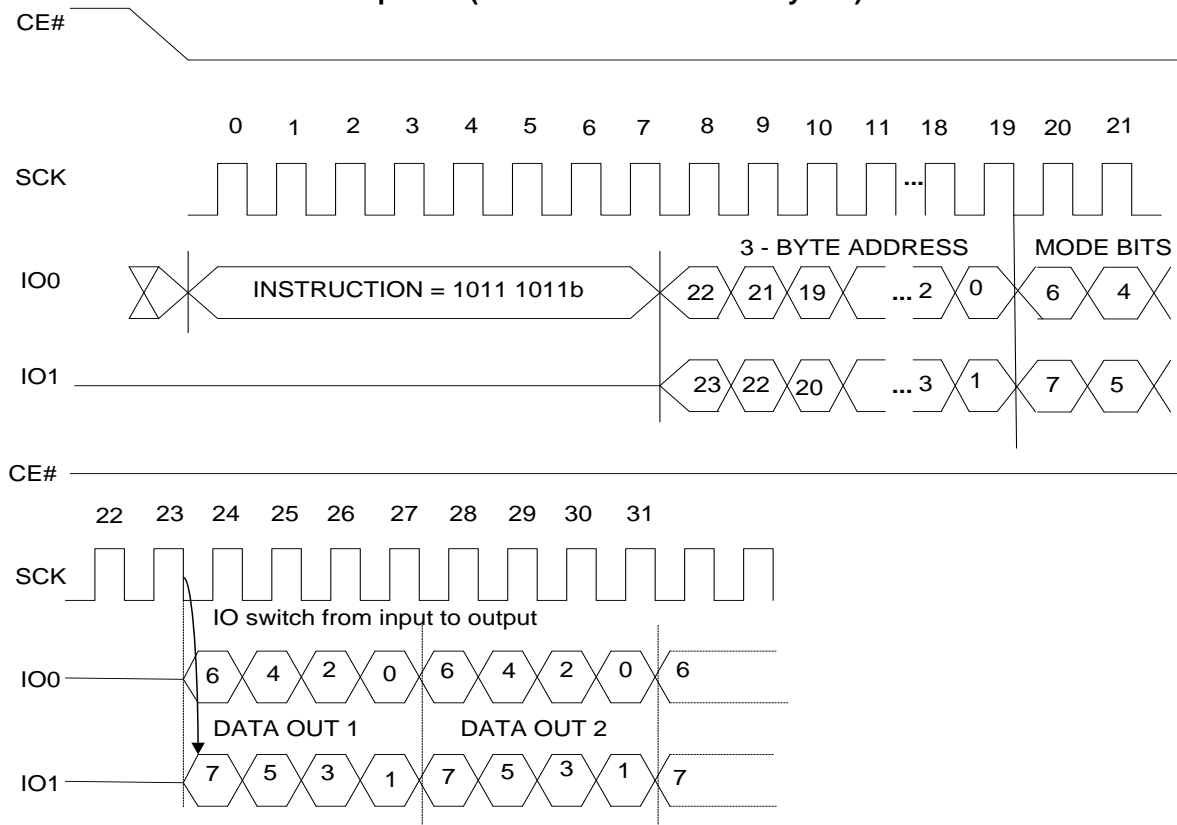 CE#
0 1 2 3 4 5 6 7 8 9 10 11 18 19 20 21
SCK
...
3 - BYTE ADDRESS MODE BITS
IO0
INSTRUCTION = 1011 1011b
22 21 19 ... 2 0 6 4
IO1
23 22 20 ... 3 1 7 5
CE#
22 23 24 25 26 27 28 29 30 31
SCK
IO switch from input to output
IO0
6 4 2 0 6 4 2 0 6
DATA OUT 1 DATA OUT 2
IO1
7 5 3 1 7 5 3 1 7